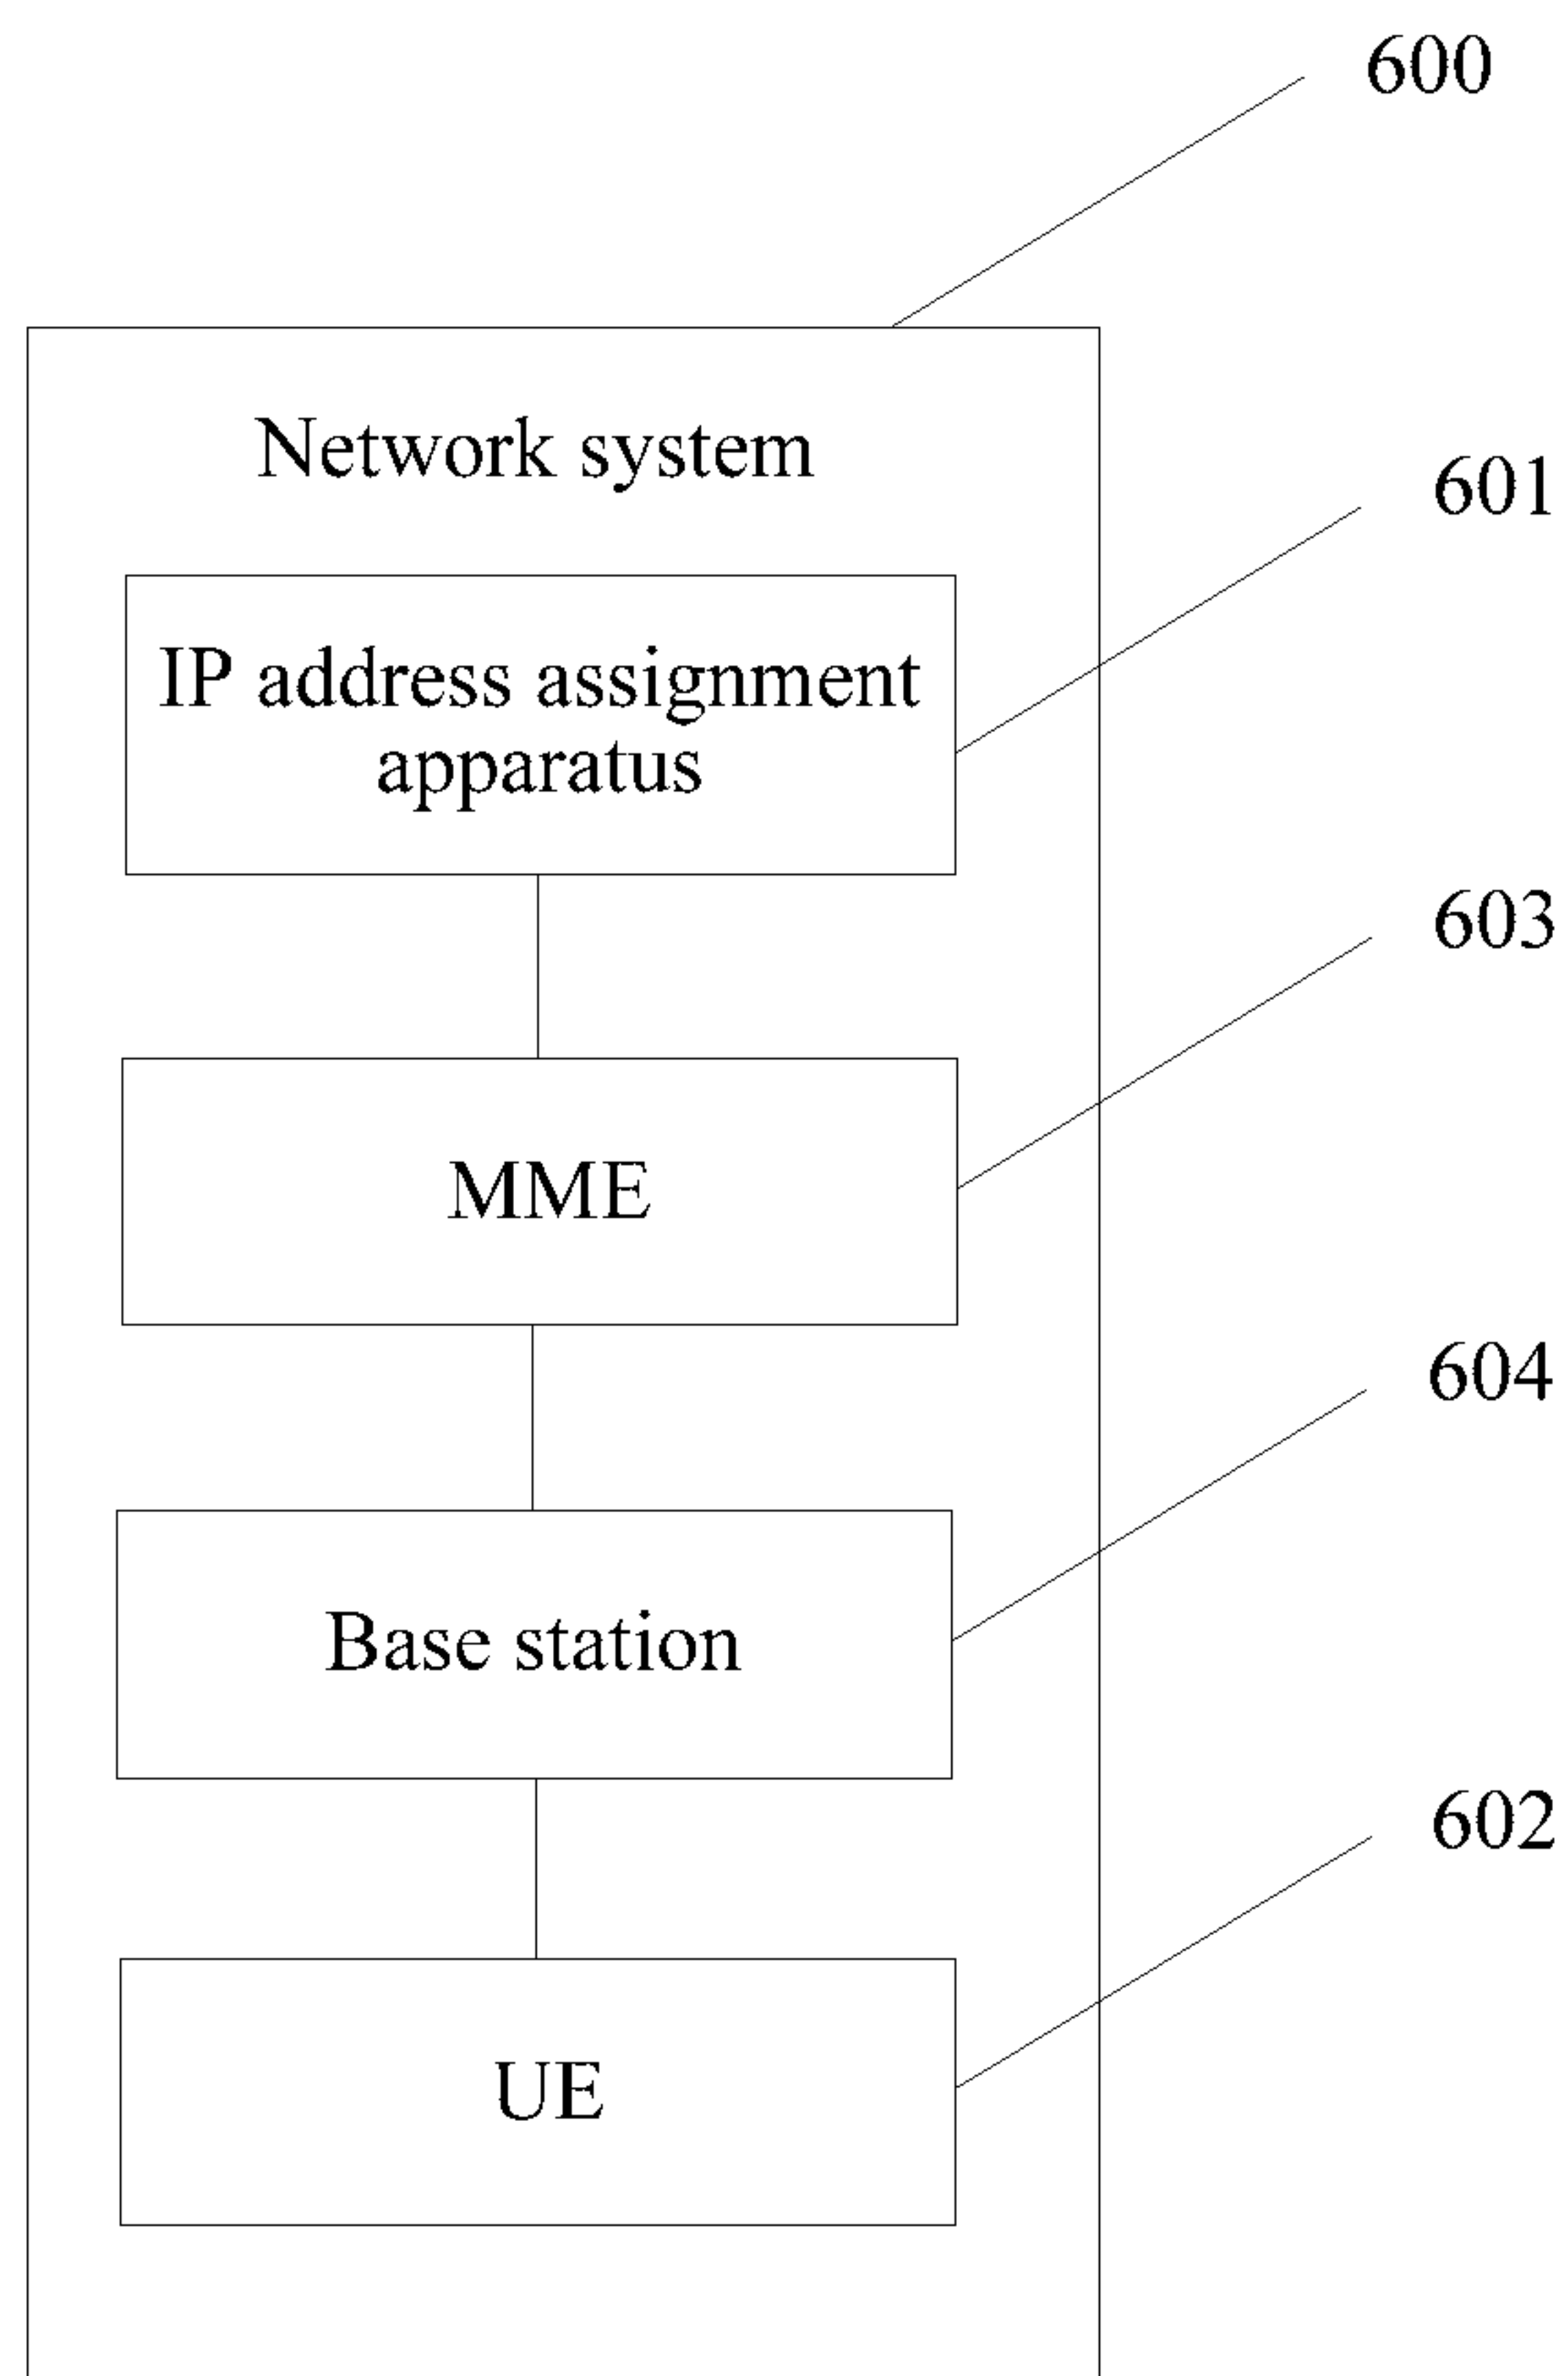 600
Network system
601
IP address assignment
apparatus
603
MME
604
Base station
602
UE